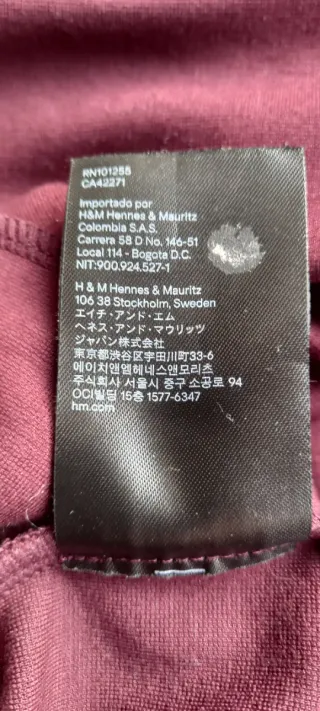 RN101255
CA42271
Importado por
H&M Hennes & Mauritz
Colombia S.A.S.
Carrera 58 D No. 146-51
Local 114 - Bogota D.C.
NIT:900.924.527-1
H & M Hennes & Mauritz
106 38 Stockholm, Sweden
エイチ・アンド・エム
ヘネス・アンド・マウリッツ
ジャパン株式会社
東京都渋谷区宇田川町33-6
에이치앤엠헤네스앤모리츠
주식회사 서울시 중구 소공로 94
OCI빌딩 15층 1577-6347
hm.com